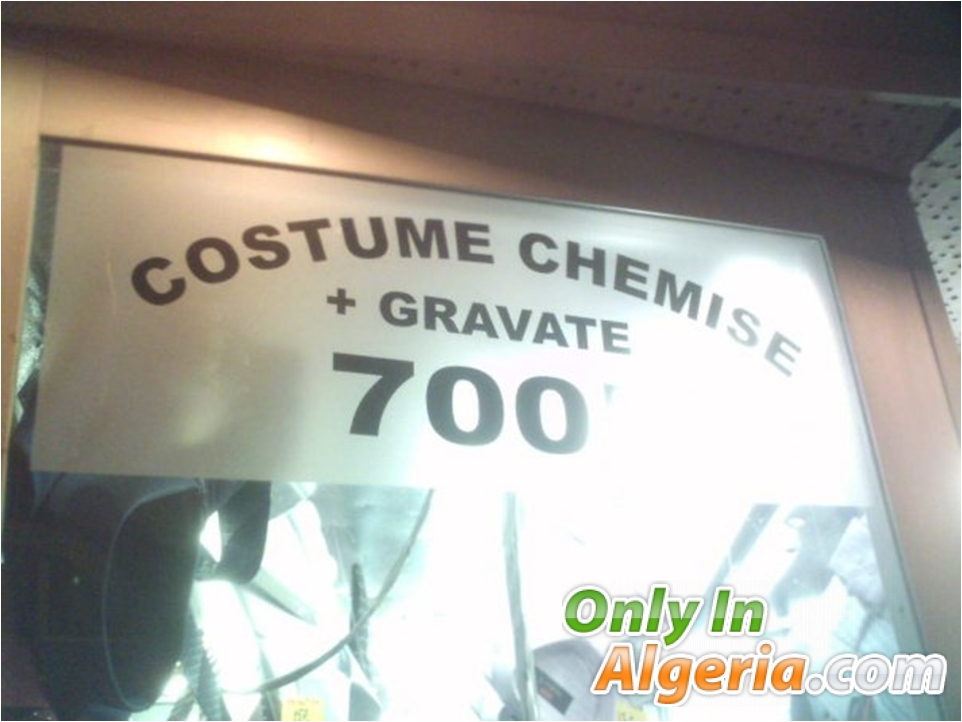 COSTUME CHEMISE
+ GRAVATE
700
Only In
Algeria.com